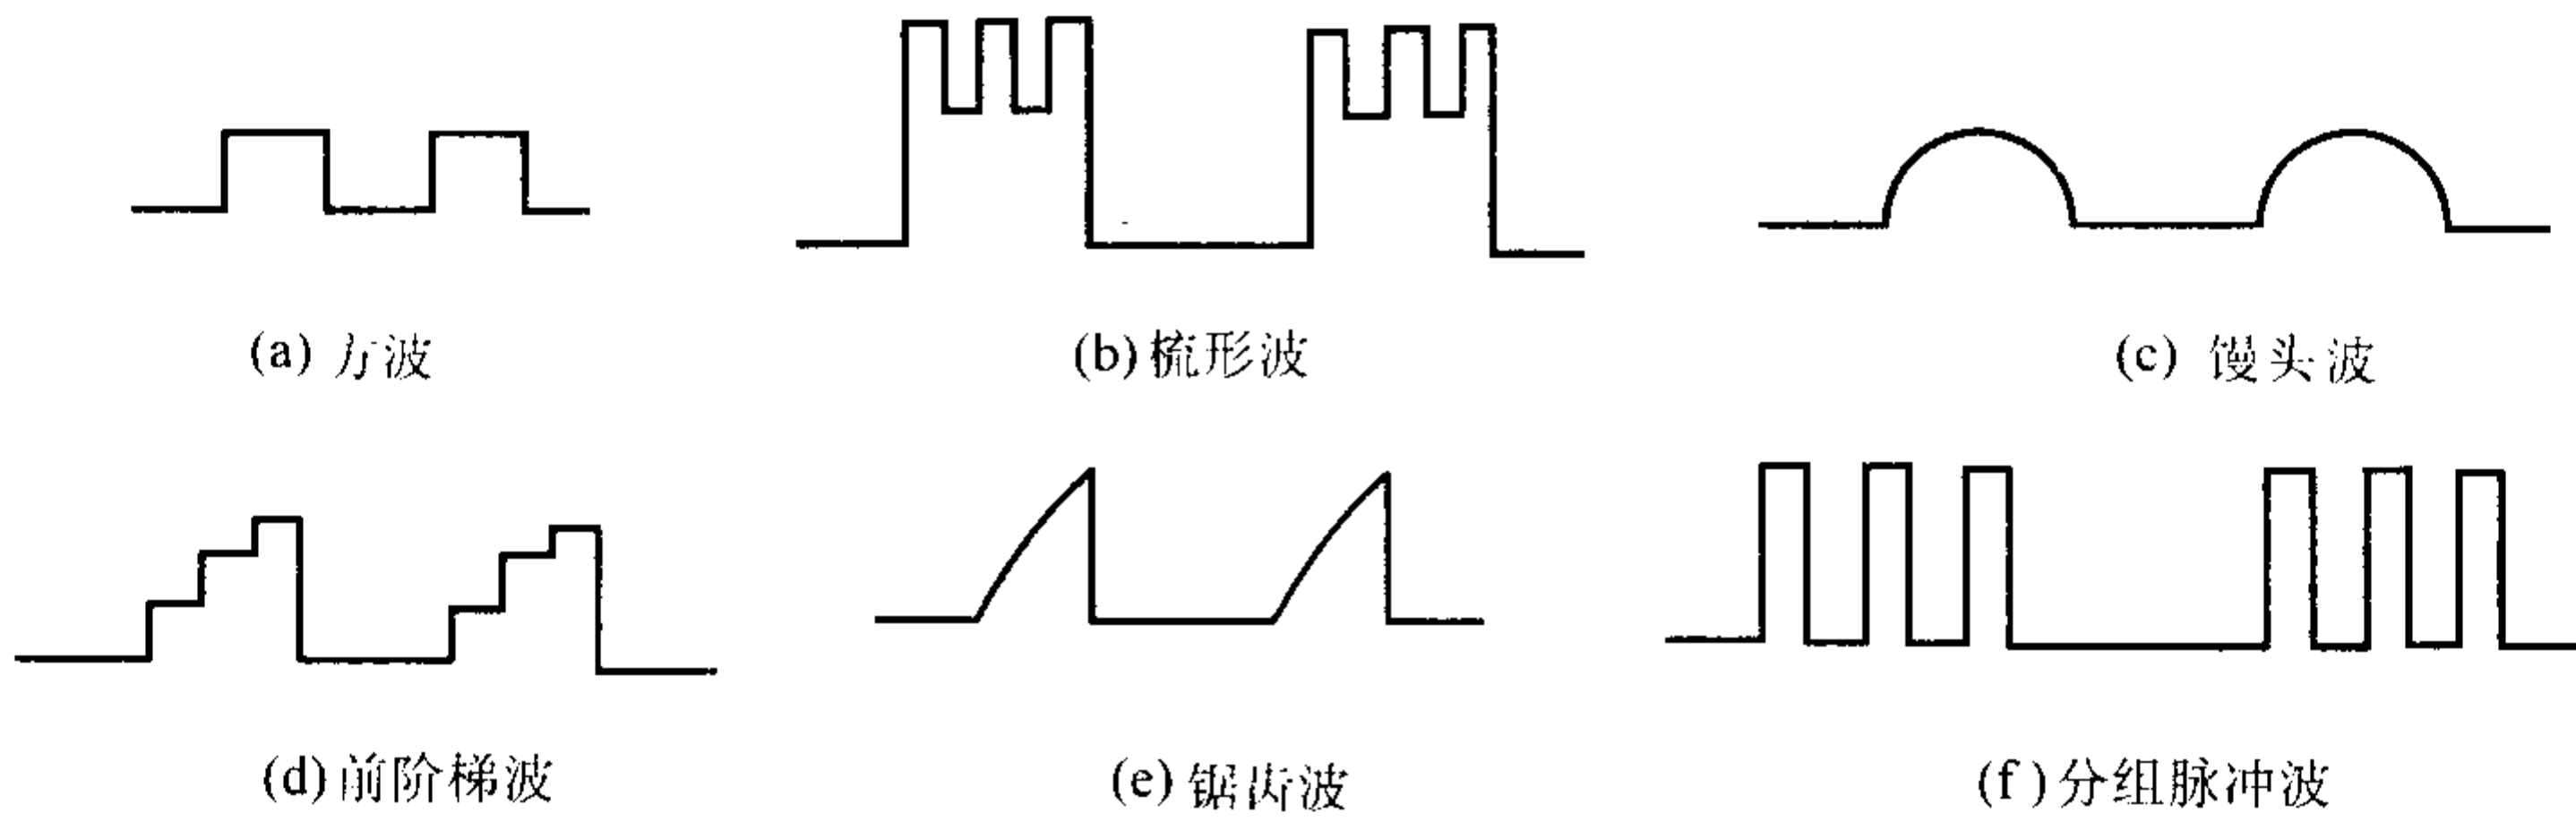 (a) 方波
(b) 梳形波
(c) 馒头波
(d) 前阶梯波
(e) 锯齿波
(f) 分组脉冲波